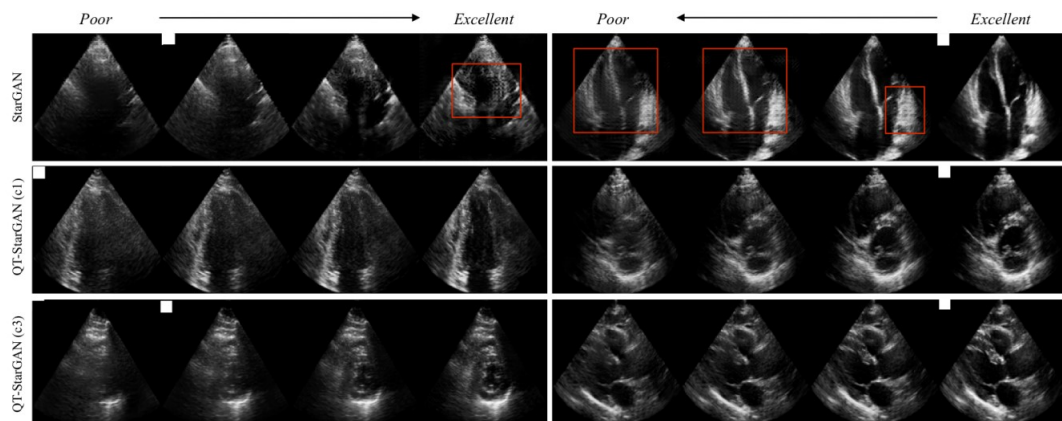 Poor Excellent Poor Excellent
StarGAN
QT-StarGAN (c1)
QT-StarGAN (c3)